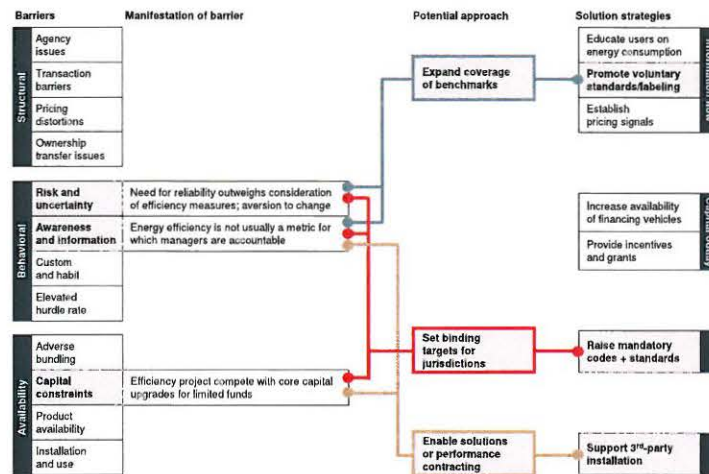 Barriers
Manifestation of barrier
Potential approach
Solution strategies
Structural
Agency
issues
Transaction
barriers
Pricing
distortions
Ownership
transfer issues
Behavioral
Risk and
uncertainty
Need for reliability outweighs consideration
of efficiency measures; aversion to change
Awareness
and information
Energy efficiency is not usually a metric for
which managers are accountable
Custom
and habit
Elevated
hurdle rate
Availability
Adverse
bundling
Capital
constraints
Efficiency project compete with core capital
upgrades for limited funds
Product
availability
Installation
and use
Expand coverage
of benchmarks
Set binding
targets for
jurisdictions
Enable solutions
or performance
contracting
Educate users on
energy consumption
Promote voluntary
standards/labeling
Establish
pricing signals
Increase availability
of financing vehicles
Provide incentives
and grants
Raise mandatory
codes + standards
Support 3rd-party
installation